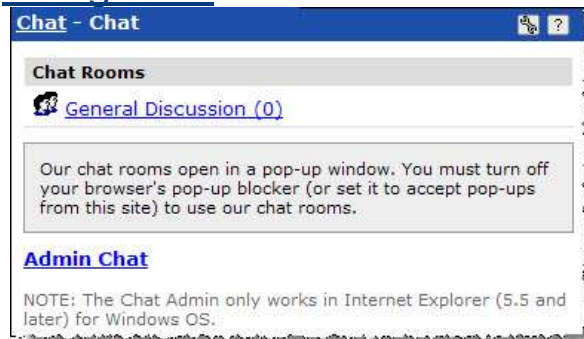 Chat - Chat
?
Chat Rooms
General Discussion (0)
Our chat rooms open in a pop-up window. You must turn off
your browser's pop-up blocker (or set it to accept pop-ups
from this site) to use our chat rooms.
Admin Chat
NOTE: The Chat Admin only works in Internet Explorer (5.5 and
later) for Windows OS.